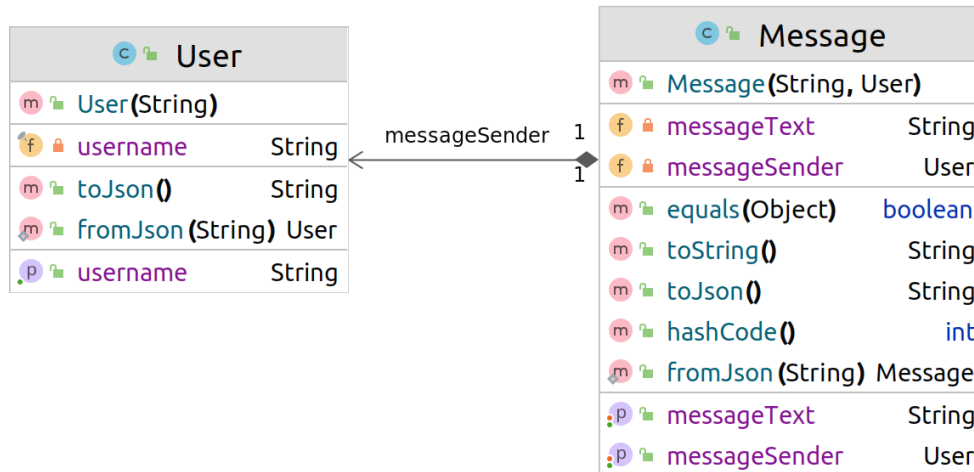 User
User(String)
username String
toJson() String
fromJson(String) User
username String
messageSender 1
1
Message
Message(String, User)
messageText String
messageSender User
equals(Object) boolean
toString() String
toJson() String
hashCode() int
fromJson(String) Message
messageText String
messageSender User